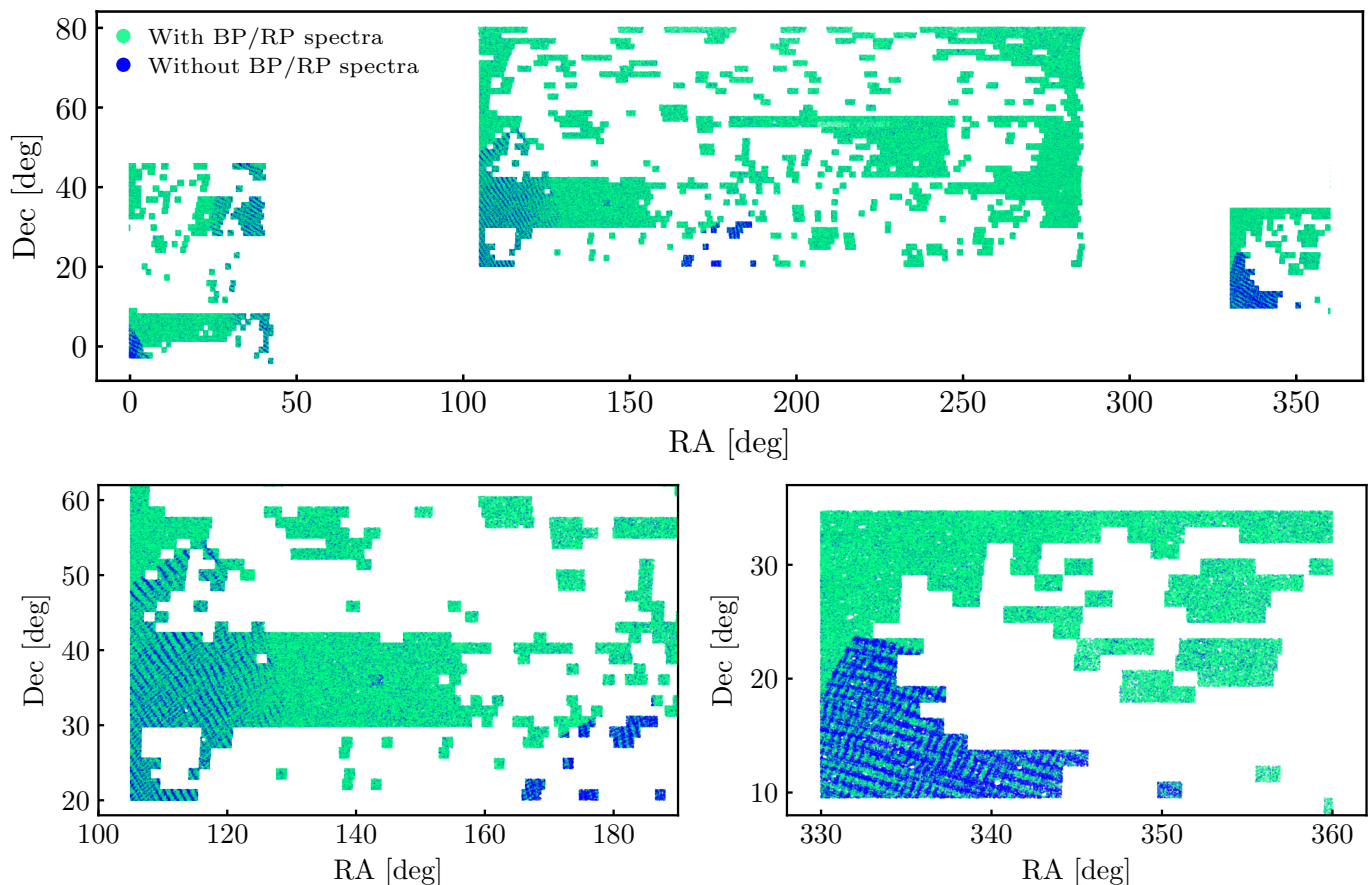 With BP/RP spectra
Without BP/RP spectra
Dec [deg]
80
60
40
20
0
0 50 100 150 200 250 300 350
RA [deg]
Dec [deg]
60
50
40
30
20
100 120 140 160 180
RA [deg]
Dec [deg]
30
20
10
330 340 350 360
RA [deg]